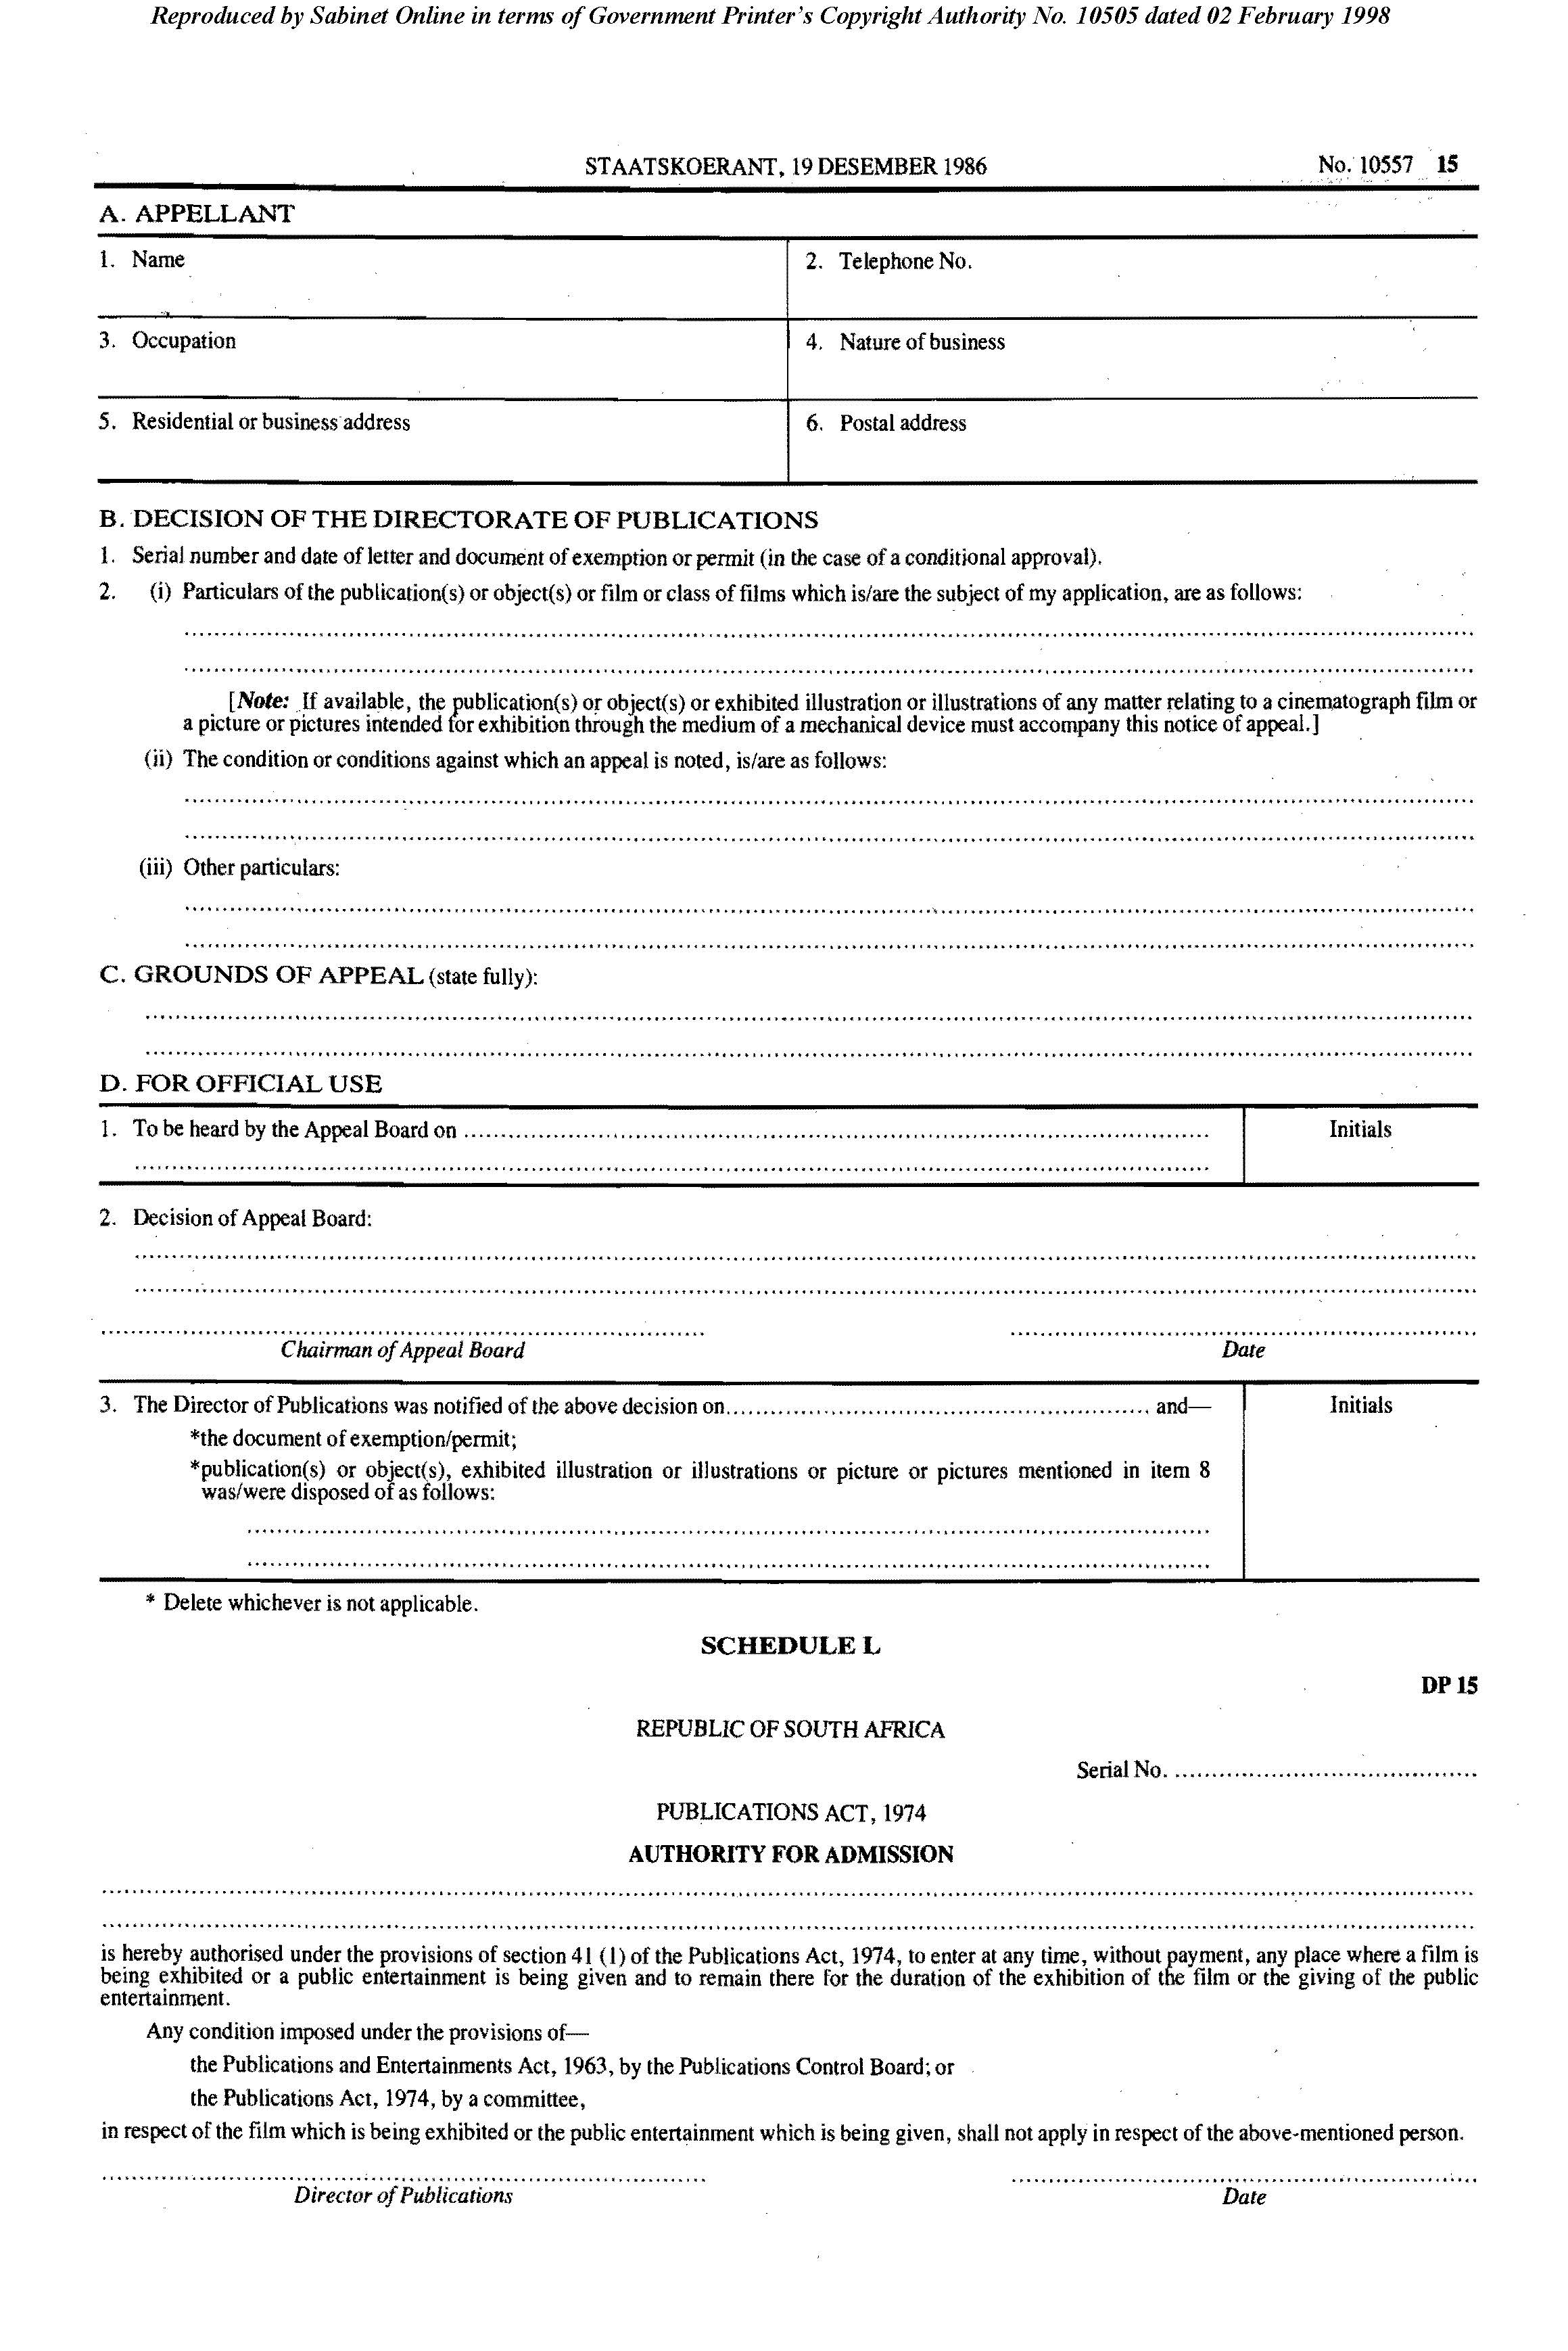 Reproduced by Sabinet Online in terms of Government Printer's Copyright Authority No. 10505 dated 02 February 1998
STAATSKOERANT, 19 DESEMBER 1986 No. 10557 15
A. APPELLANT
1. Name 2. Telephone No.
3. Occupation 4. Nature of business
5. Residential or business address 6. Postal address
B. DECISION OF THE DIRECTORATE OF PUBLICATIONS
1. Serial number and date of letter and document of exemption or permit (in the case of a conditional approval).
2. (i) Particulars of the publication(s) or object(s) or film or class of films which is/are the subject of my application, are as follows:
[Note: If available, the publication(s) or object(s) or exhibited illustration or illustrations of any matter relating to a cinematograph film or
a picture or pictures intended for exhibition through the medium of a mechanical device must accompany this notice of appeal.]
(ii) The condition or conditions against which an appeal is noted, is/are as follows:
(iii) Other particulars:
C. GROUNDS OF APPEAL (state fully):
D. FOR OFFICIAL USE
1. To be heard by the Appeal Board on Initials
2. Decision of Appeal Board:
Chairman of Appeal Board Date
3. The Director of Publications was notified of the above decision on and— Initials
*the document of exemption/permit;
*publication(s) or object(s), exhibited illustration or illustrations or picture or pictures mentioned in item 8
was/were disposed of as follows:
* Delete whichever is not applicable.
SCHEDULE L
DP 15
REPUBLIC OF SOUTH AFRICA
Serial No.
PUBLICATIONS ACT, 1974
AUTHORITY FOR ADMISSION
is hereby authorised under the provisions of section 41 (1) of the Publications Act, 1974, to enter at any time, without payment, any place where a film is
being exhibited or a public entertainment is being given and to remain there for the duration of the exhibition of the film or the giving of the public
entertainment.
Any condition imposed under the provisions of—
the Publications and Entertainments Act, 1963, by the Publications Control Board; or
the Publications Act, 1974, by a committee,
in respect of the film which is being exhibited or the public entertainment which is being given, shall not apply in respect of the above-mentioned person.
Director of Publications Date